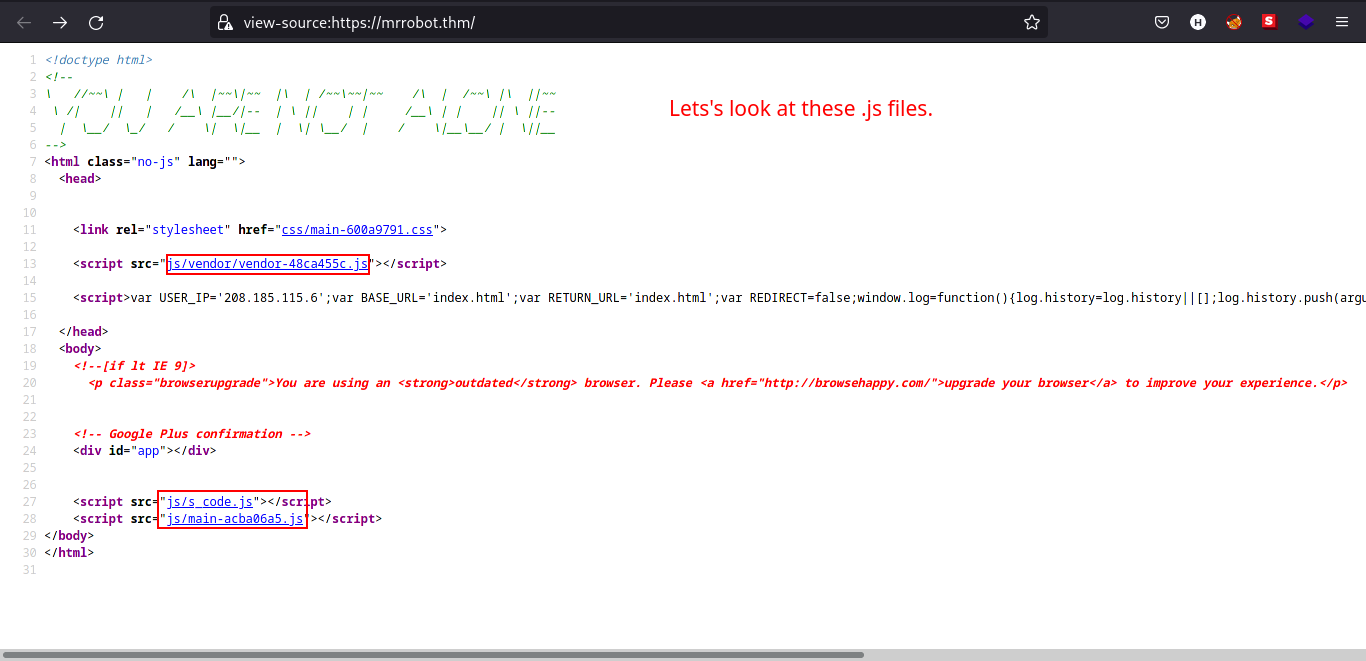 view-source:https://mrrobot.thm/
H
S
1 <!doctype html>
2 <!--
3 \   //~~\ |   |    /\  |~~\|~~  |\  | /~~\~~|~~    /\  |  /~~\ |\  ||~~
Lets's look at these .js files.
4  \ /|    ||   |   /__\ |__/|--  | \ ||    | |     /__\ | |    || \ ||--
5   |  \__/  \_/   /    \|  \|__  |  \| \__/  |    /    \|__\__/ |  \||__
6 -->
7 <html class="no-js" lang="">
8   <head>
9
10
11     <link rel="stylesheet" href="css/main-600a9791.css">
12
13     <script src="js/vendor/vendor-48ca455c.js"></script>
14
15     <script>var USER_IP='208.185.115.6';var BASE_URL='index.html';var RETURN_URL='index.html';var REDIRECT=false;window.log=function(){log.history=log.history||[];log.history.push(argu
16
17   </head>
18   <body>
19     <!--[if lt IE 9]>
20       <p class="browserupgrade">You are using an <strong>outdated</strong> browser. Please <a href="http://browsehappy.com/">upgrade your browser</a> to improve your experience.</p>
21
22
23     <!-- Google Plus confirmation -->
24     <div id="app"></div>
25
26
27     <script src="js/s_code.js"></script>
28     <script src="js/main-acba06a5.js"></script>
29 </body>
30 </html>
31